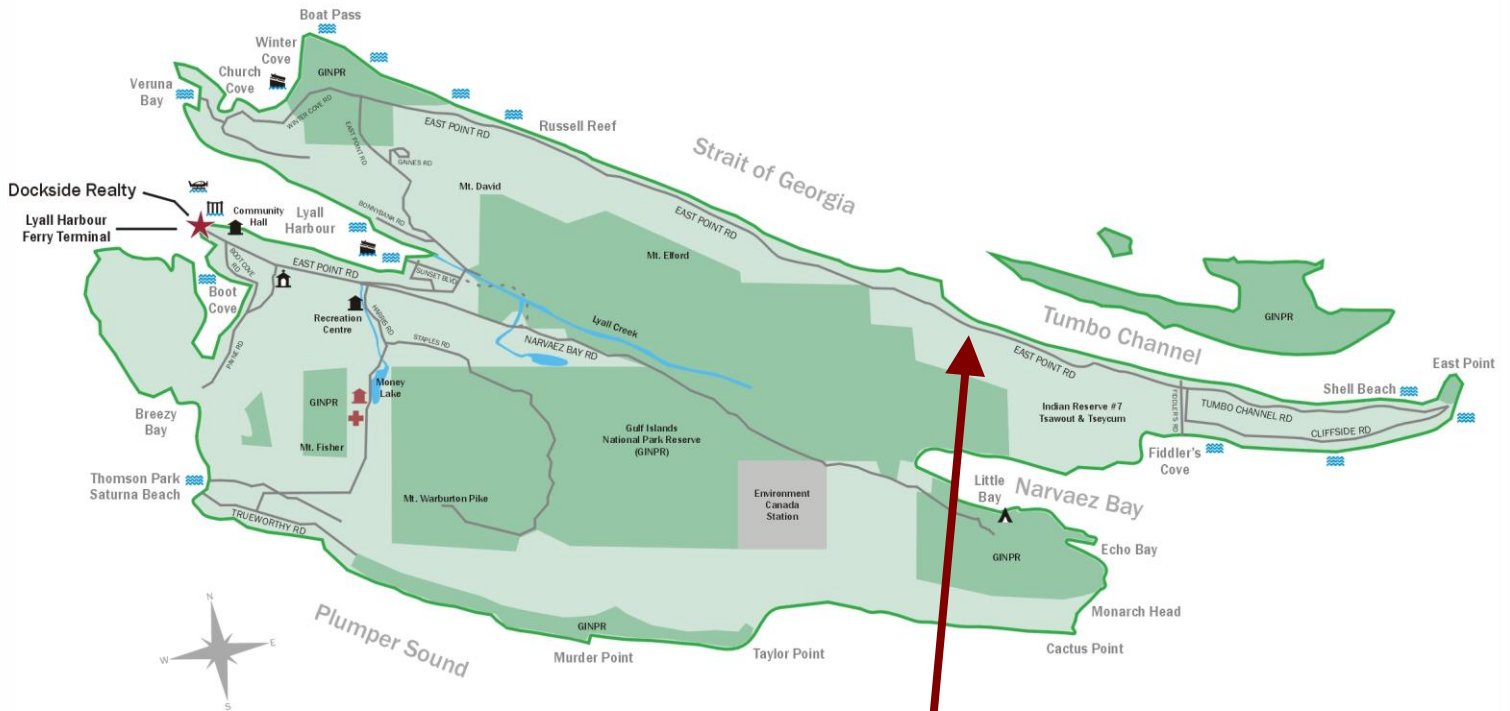 Boat Pass
Winter
Cove
Church
Cove
Veruna
Bay
GINPR
WINTER COVE RD
EAST POINT RD
EAST POINT RD
GAINES RD
Russell Reef
Strait of Georgia
Mt. David
BONNYBANK RD
Dockside Realty
Lyall Harbour
Ferry Terminal
Community
Hall
Lyall
Harbour
EAST POINT RD
Mt. Elford
BOOT COVE
RD
EAST POINT RD
SUNSET BLVD
Boot
Cove
Recreation
Centre
HARRIS RD
STAPLES RD
NARVAEZ BAY RD
Lyall Creek
PAYNE RD
Tumbo Channel
GINPR
EAST POINT RD
East Point
Shell Beach
Money
Lake
GINPR
Breezy
Bay
Mt. Fisher
Gulf Islands
National Park Reserve
(GINPR)
Indian Reserve #7
Tsawout & Tseycum
FIDDLER'S RD
TUMBO CHANNEL RD
CLIFFSIDE RD
Fiddler's
Cove
Thomson Park
Saturna Beach
Mt. Warburton Pike
Environment
Canada
Station
Little
Bay
Narvaez Bay
TRUEWORTHY RD
GINPR
Echo Bay
Monarch Head
Cactus Point
GINPR
Plumper Sound
Murder Point
Taylor Point
N
W
E
S